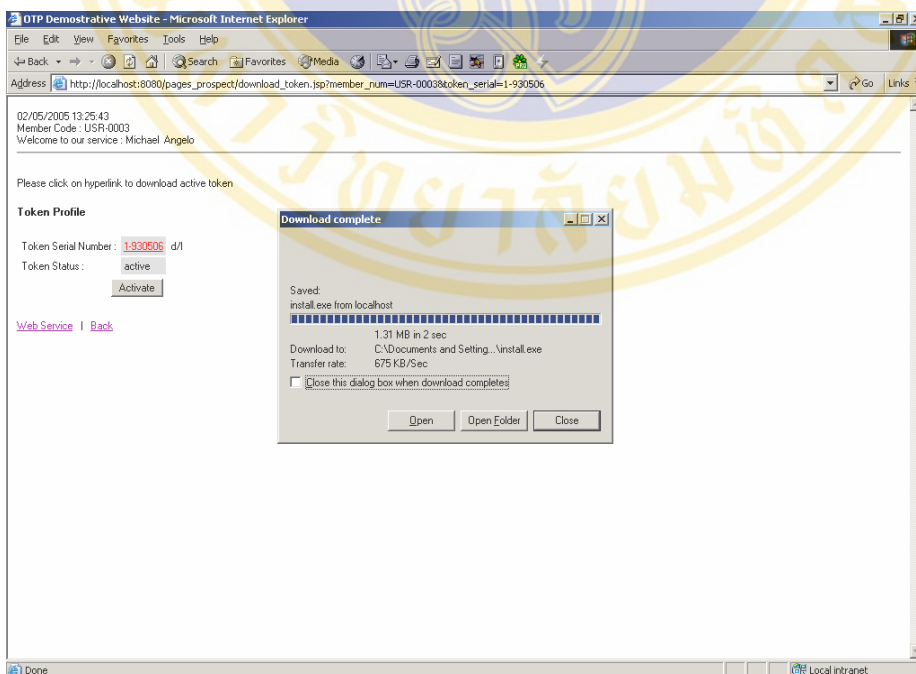 OTP Demostrative Website - Microsoft Internet Explorer
File Edit View Favorites Tools Help
Back Search Favorites Media
Address http://localhost:8080/pages_prospect/download_token.jsp?member_num=USR-0003&token_serial=1-930506 Go Links
02/05/2005 13:25:43
Member Code : USR-0003
Welcome to our service : Michael Angelo
Please click on hyperlink to download active token
Token Profile
Token Serial Number : 1-930506 d/l
Token Status : active
Activate
Web Service | Back
Download complete
Saved:
install.exe from localhost
1.31 MB in 2 sec
Download to: C:\Documents and Setting...\install.exe
Transfer rate: 675 KB/Sec
Close this dialog box when download completes
Open Open Folder Close
Done Local intranet